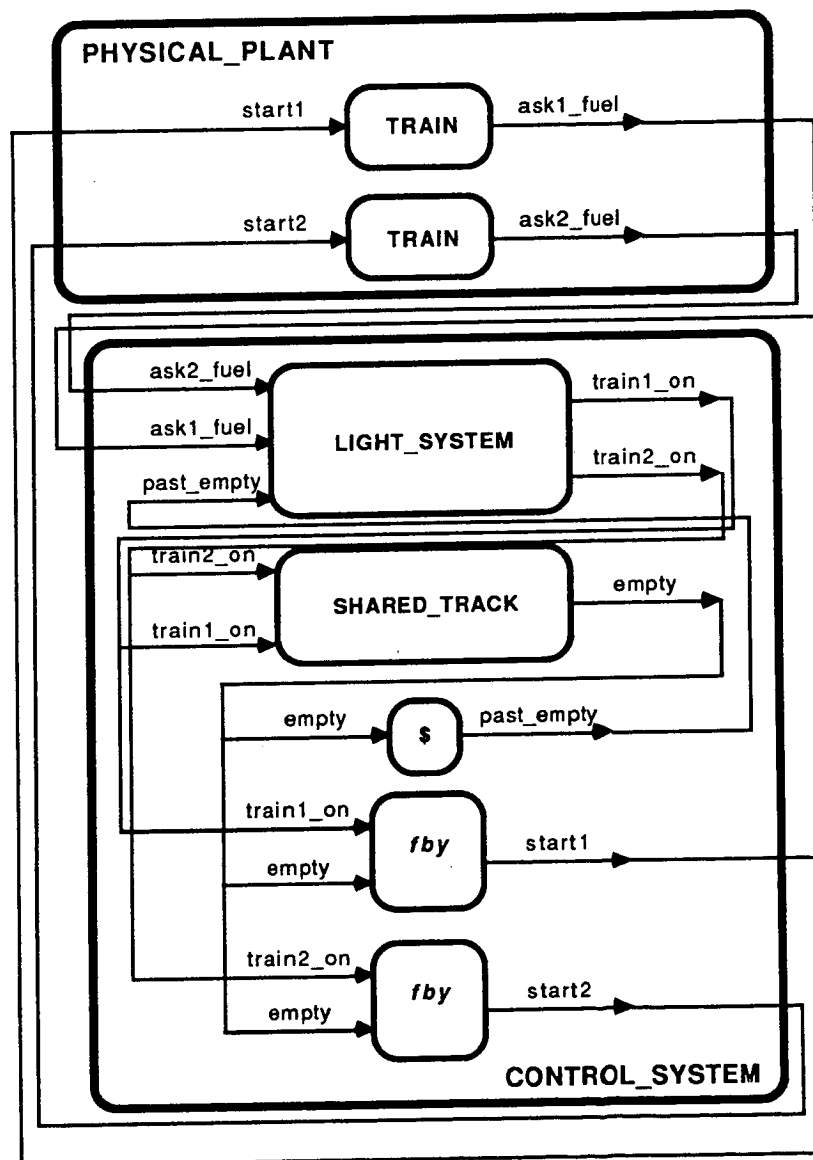 PHYSICAL_PLANT
start1
TRAIN
ask1_fuel
start2
TRAIN
ask2_fuel
ask2_fuel
ask1_fuel
past_empty
LIGHT_SYSTEM
train1_on
train2_on
train2_on
train1_on
SHARED_TRACK
empty
empty
$
past_empty
train1_on
empty
fby
start1
train2_on
empty
fby
start2
CONTROL_SYSTEM